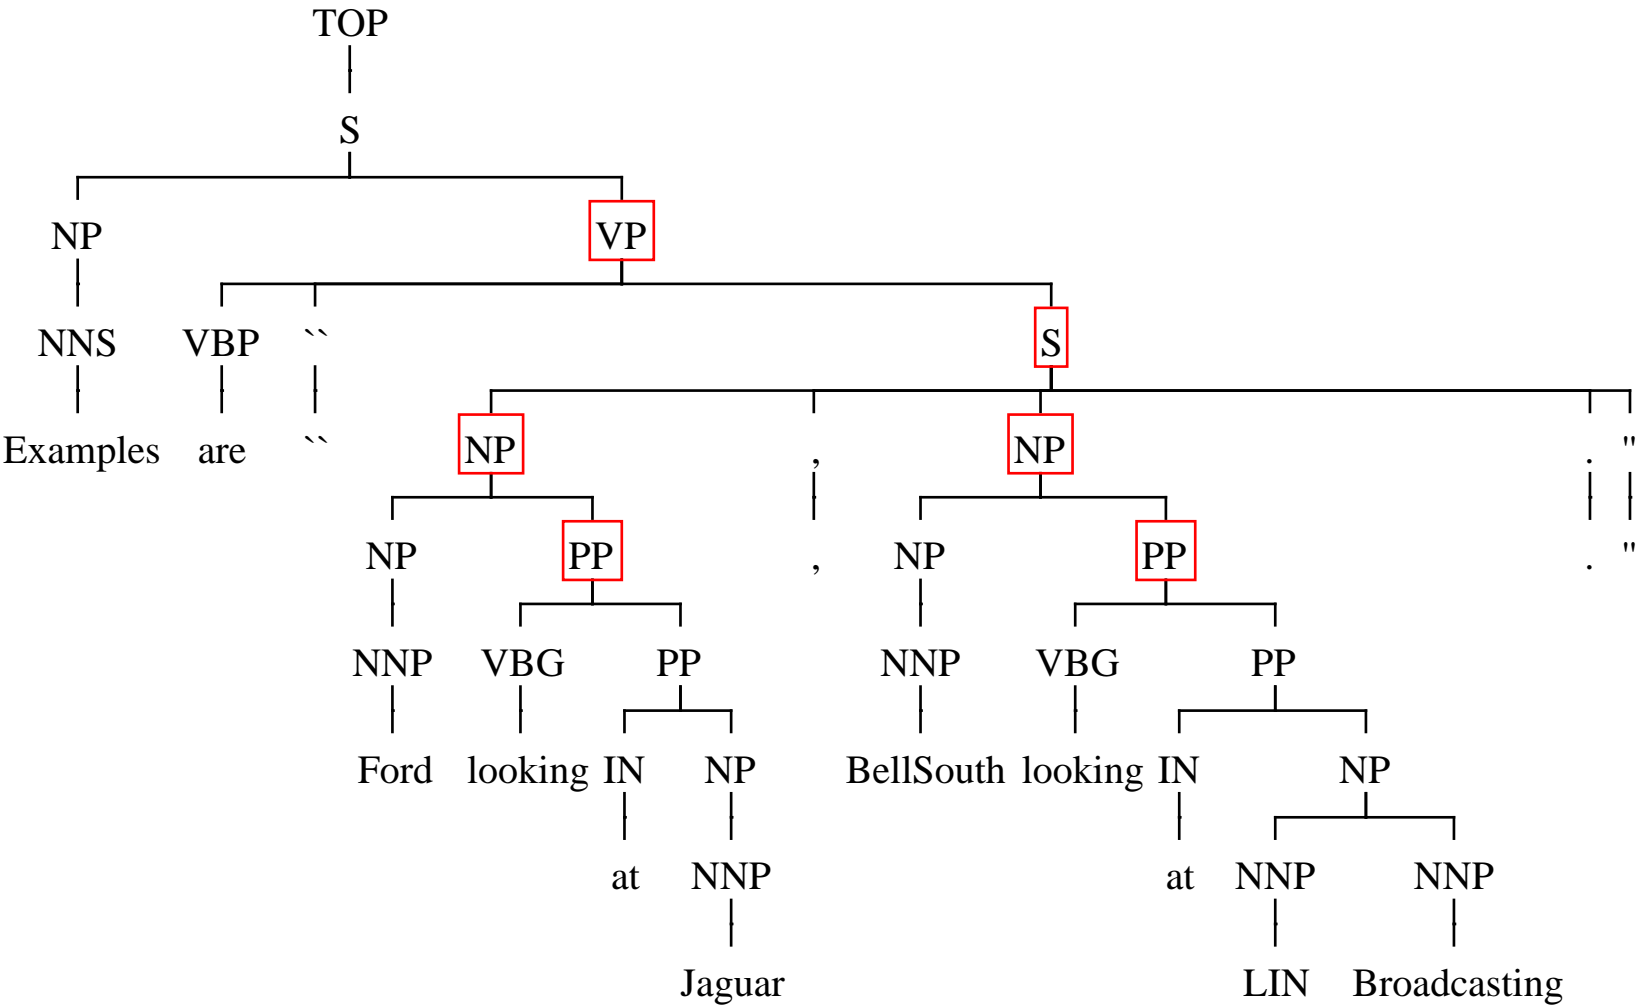 TOP
S
NP VP
NNS VBP `` S
Examples are `` NP , NP . "
NP PP , NP PP . "
NNP VBG PP NNP VBG PP
Ford looking IN NP BellSouth looking IN NP
at NNP at NNP NNP
Jaguar LIN Broadcasting